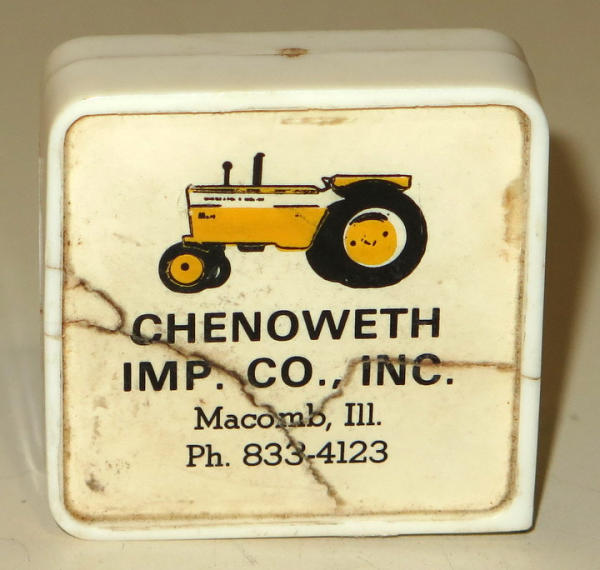 CHENOWETH
IMP. CO., INC.
Macomb, Ill.
Ph. 833-4123